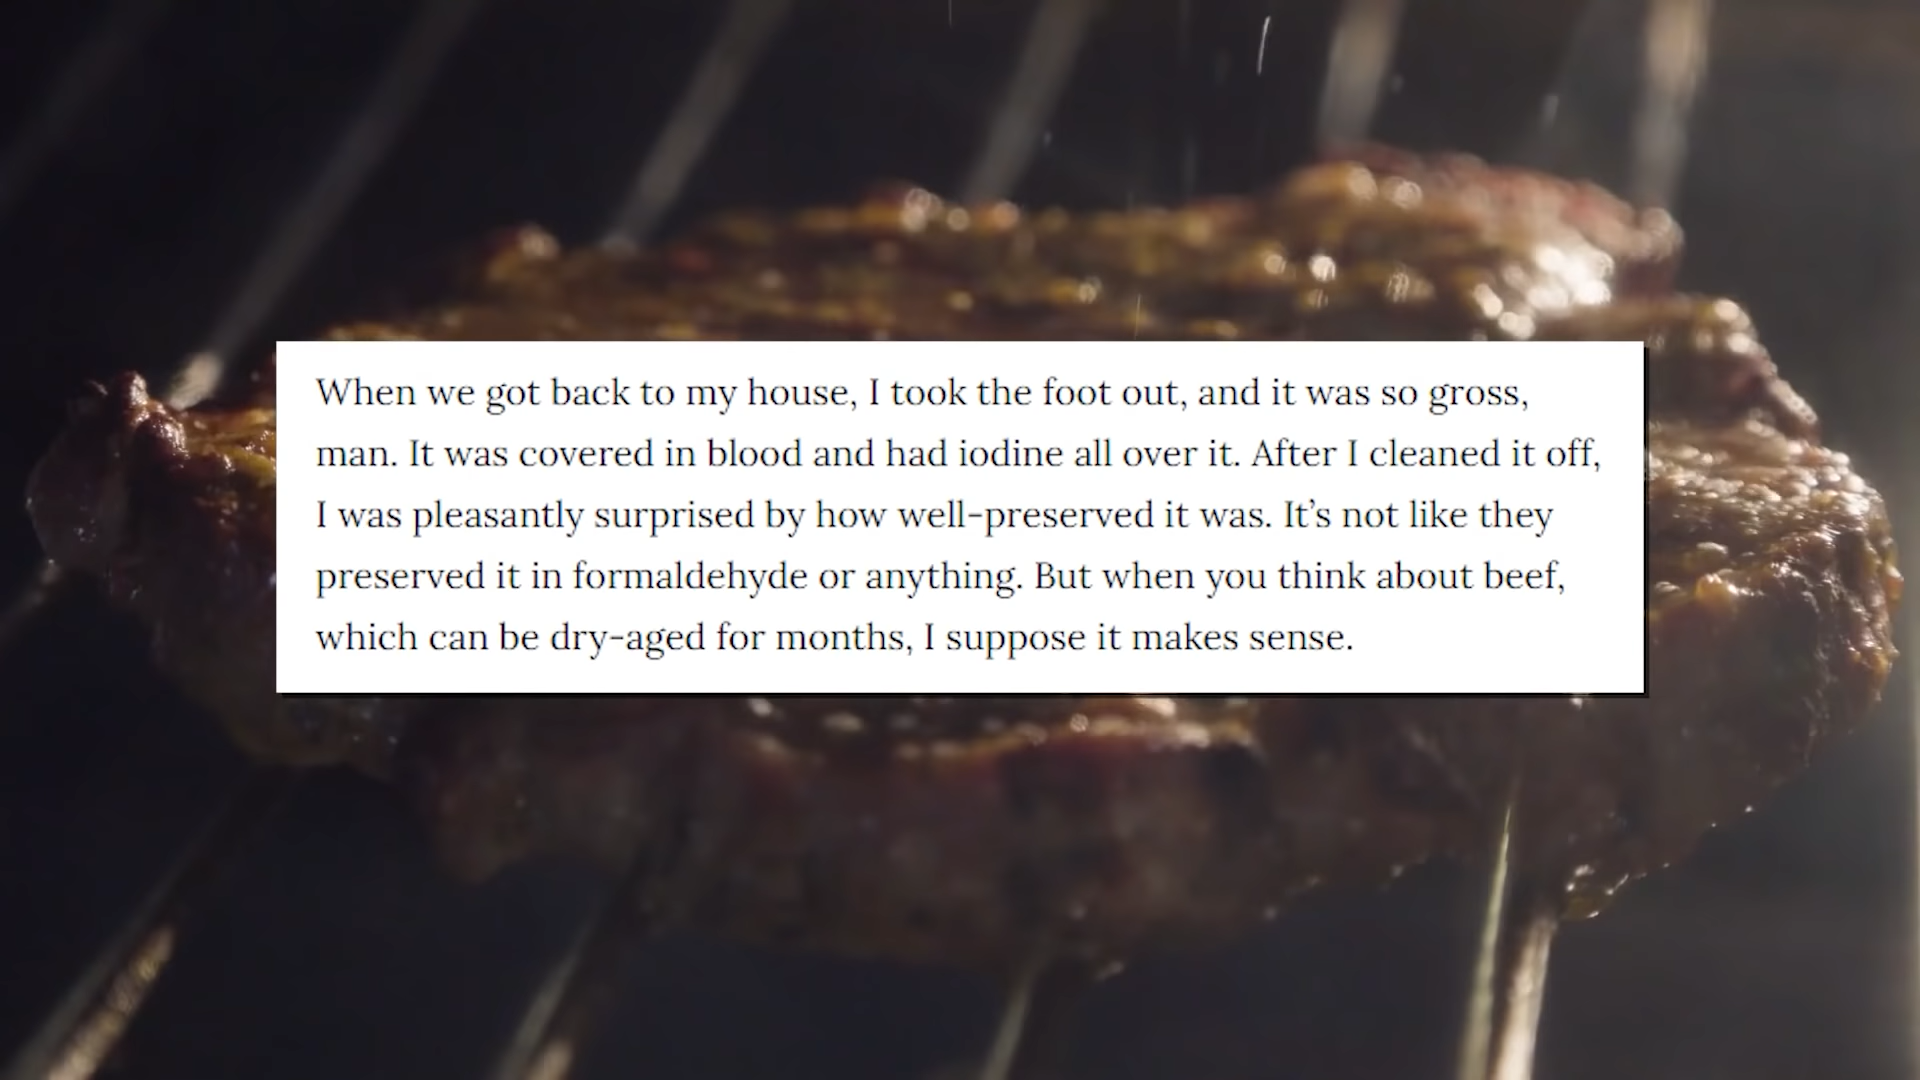 When we got back to my house, I took the foot out, and it was so gross,
man. It was covered in blood and had iodine all over it. After I cleaned it off,
I was pleasantly surprised by how well-preserved it was. It’s not like they
preserved it in formaldehyde or anything. But when you think about beef,
which can be dry-aged for months, I suppose it makes sense.